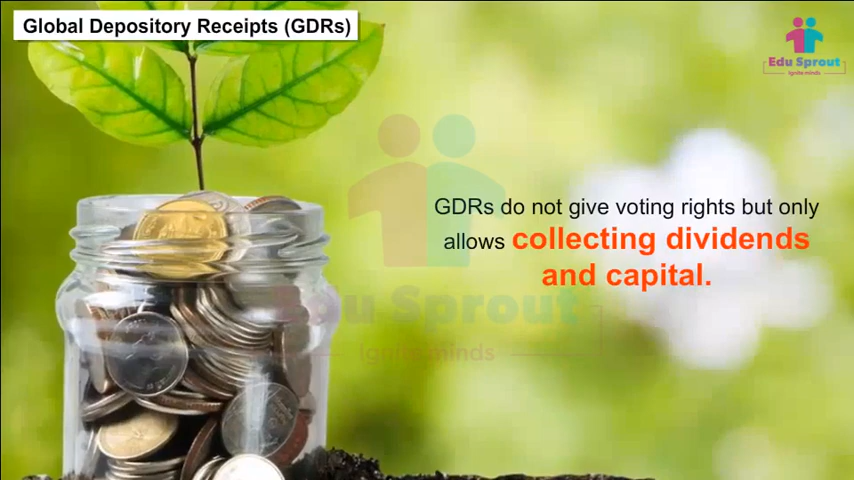 Global Depository Receipts (GDRs)
Edu Sprout
Ignite minds
GDRs do not give voting rights but only
allows collecting dividends
and capital.
Edu Sprout
Ignite minds